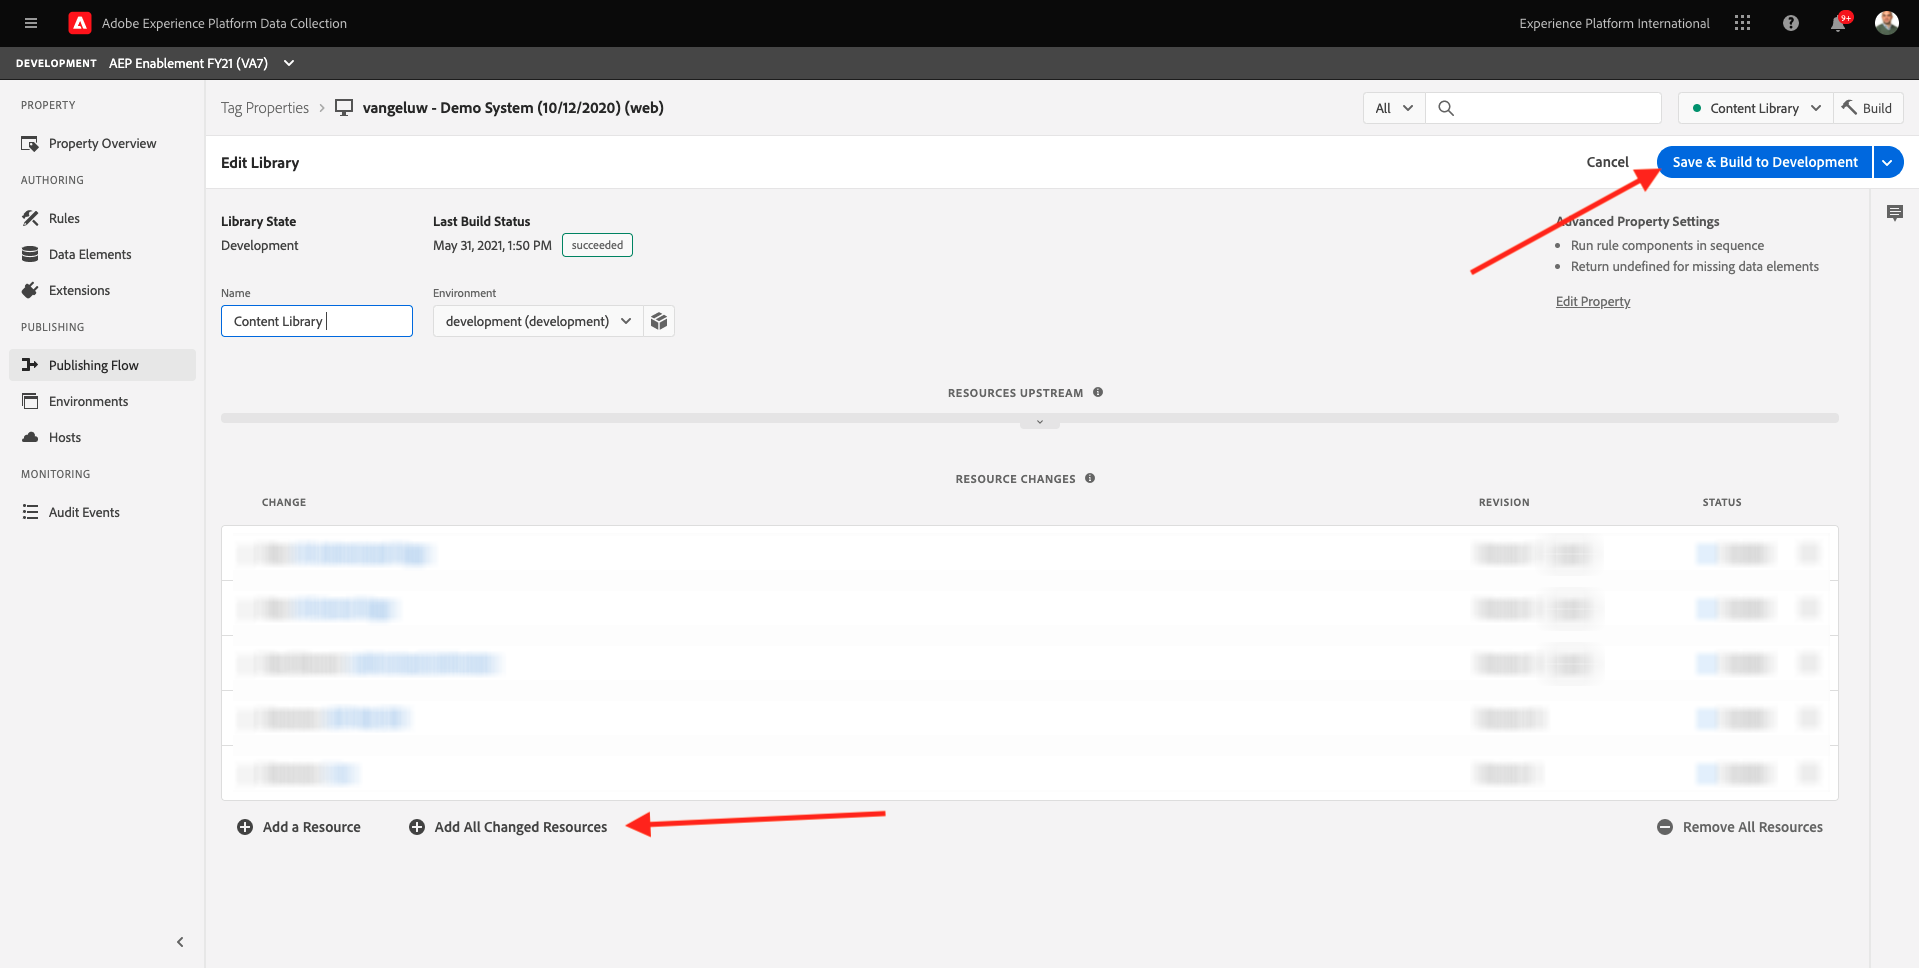 Adobe Experience Platform Data Collection
Experience Platform International
9+
DEVELOPMENT AEP Enablement FY21 (VA7)
PROPERTY
Property Overview
AUTHORING
Rules
Data Elements
Extensions
PUBLISHING
Publishing Flow
Environments
Hosts
MONITORING
Audit Events
Tag Properties > vangeluw - Demo System (10/12/2020) (web)
All
Content Library
Build
Edit Library
Cancel
Save & Build to Development
Library State
Development
Last Build Status
May 31, 2021, 1:50 PM succeeded
Advanced Property Settings
• Run rule components in sequence
• Return undefined for missing data elements
Edit Property
Name
Content Library
Environment
development (development)
RESOURCES UPSTREAM
RESOURCE CHANGES
CHANGE REVISION STATUS
Add a Resource
Add All Changed Resources
Remove All Resources